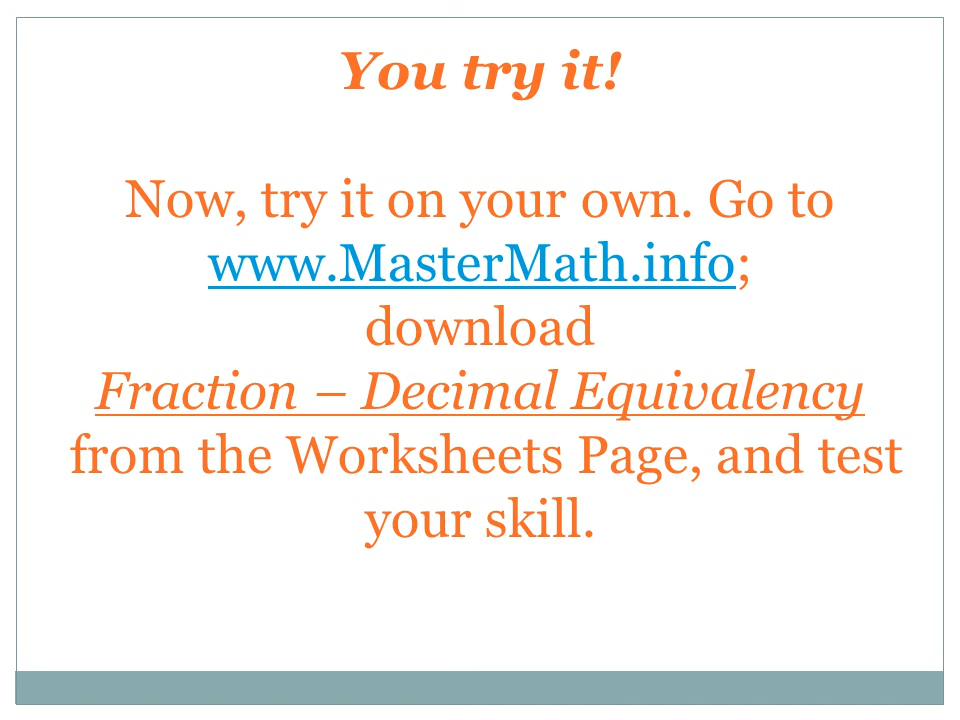 You try it!
Now, try it on your own. Go to
www.MasterMath.info;
download
Fraction – Decimal Equivalency
from the Worksheets Page, and test
your skill.